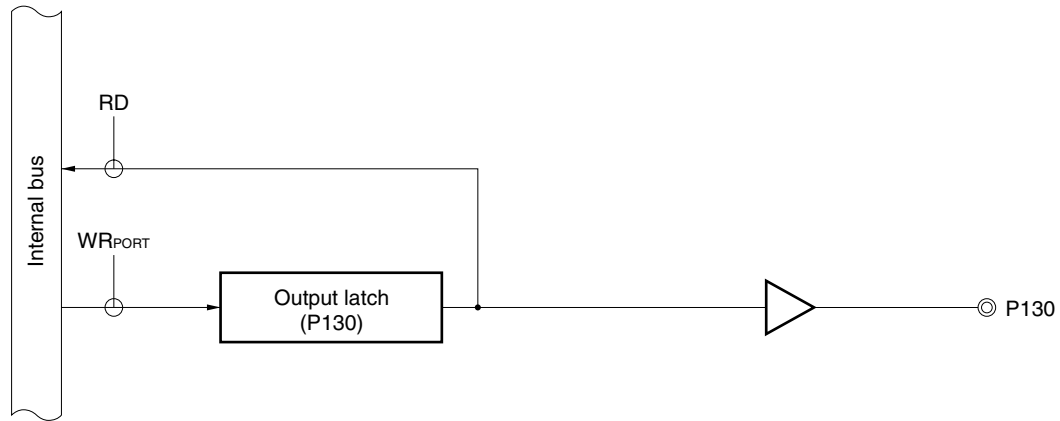 RD
Internal bus
WRPORT
Output latch
(P130)
P130